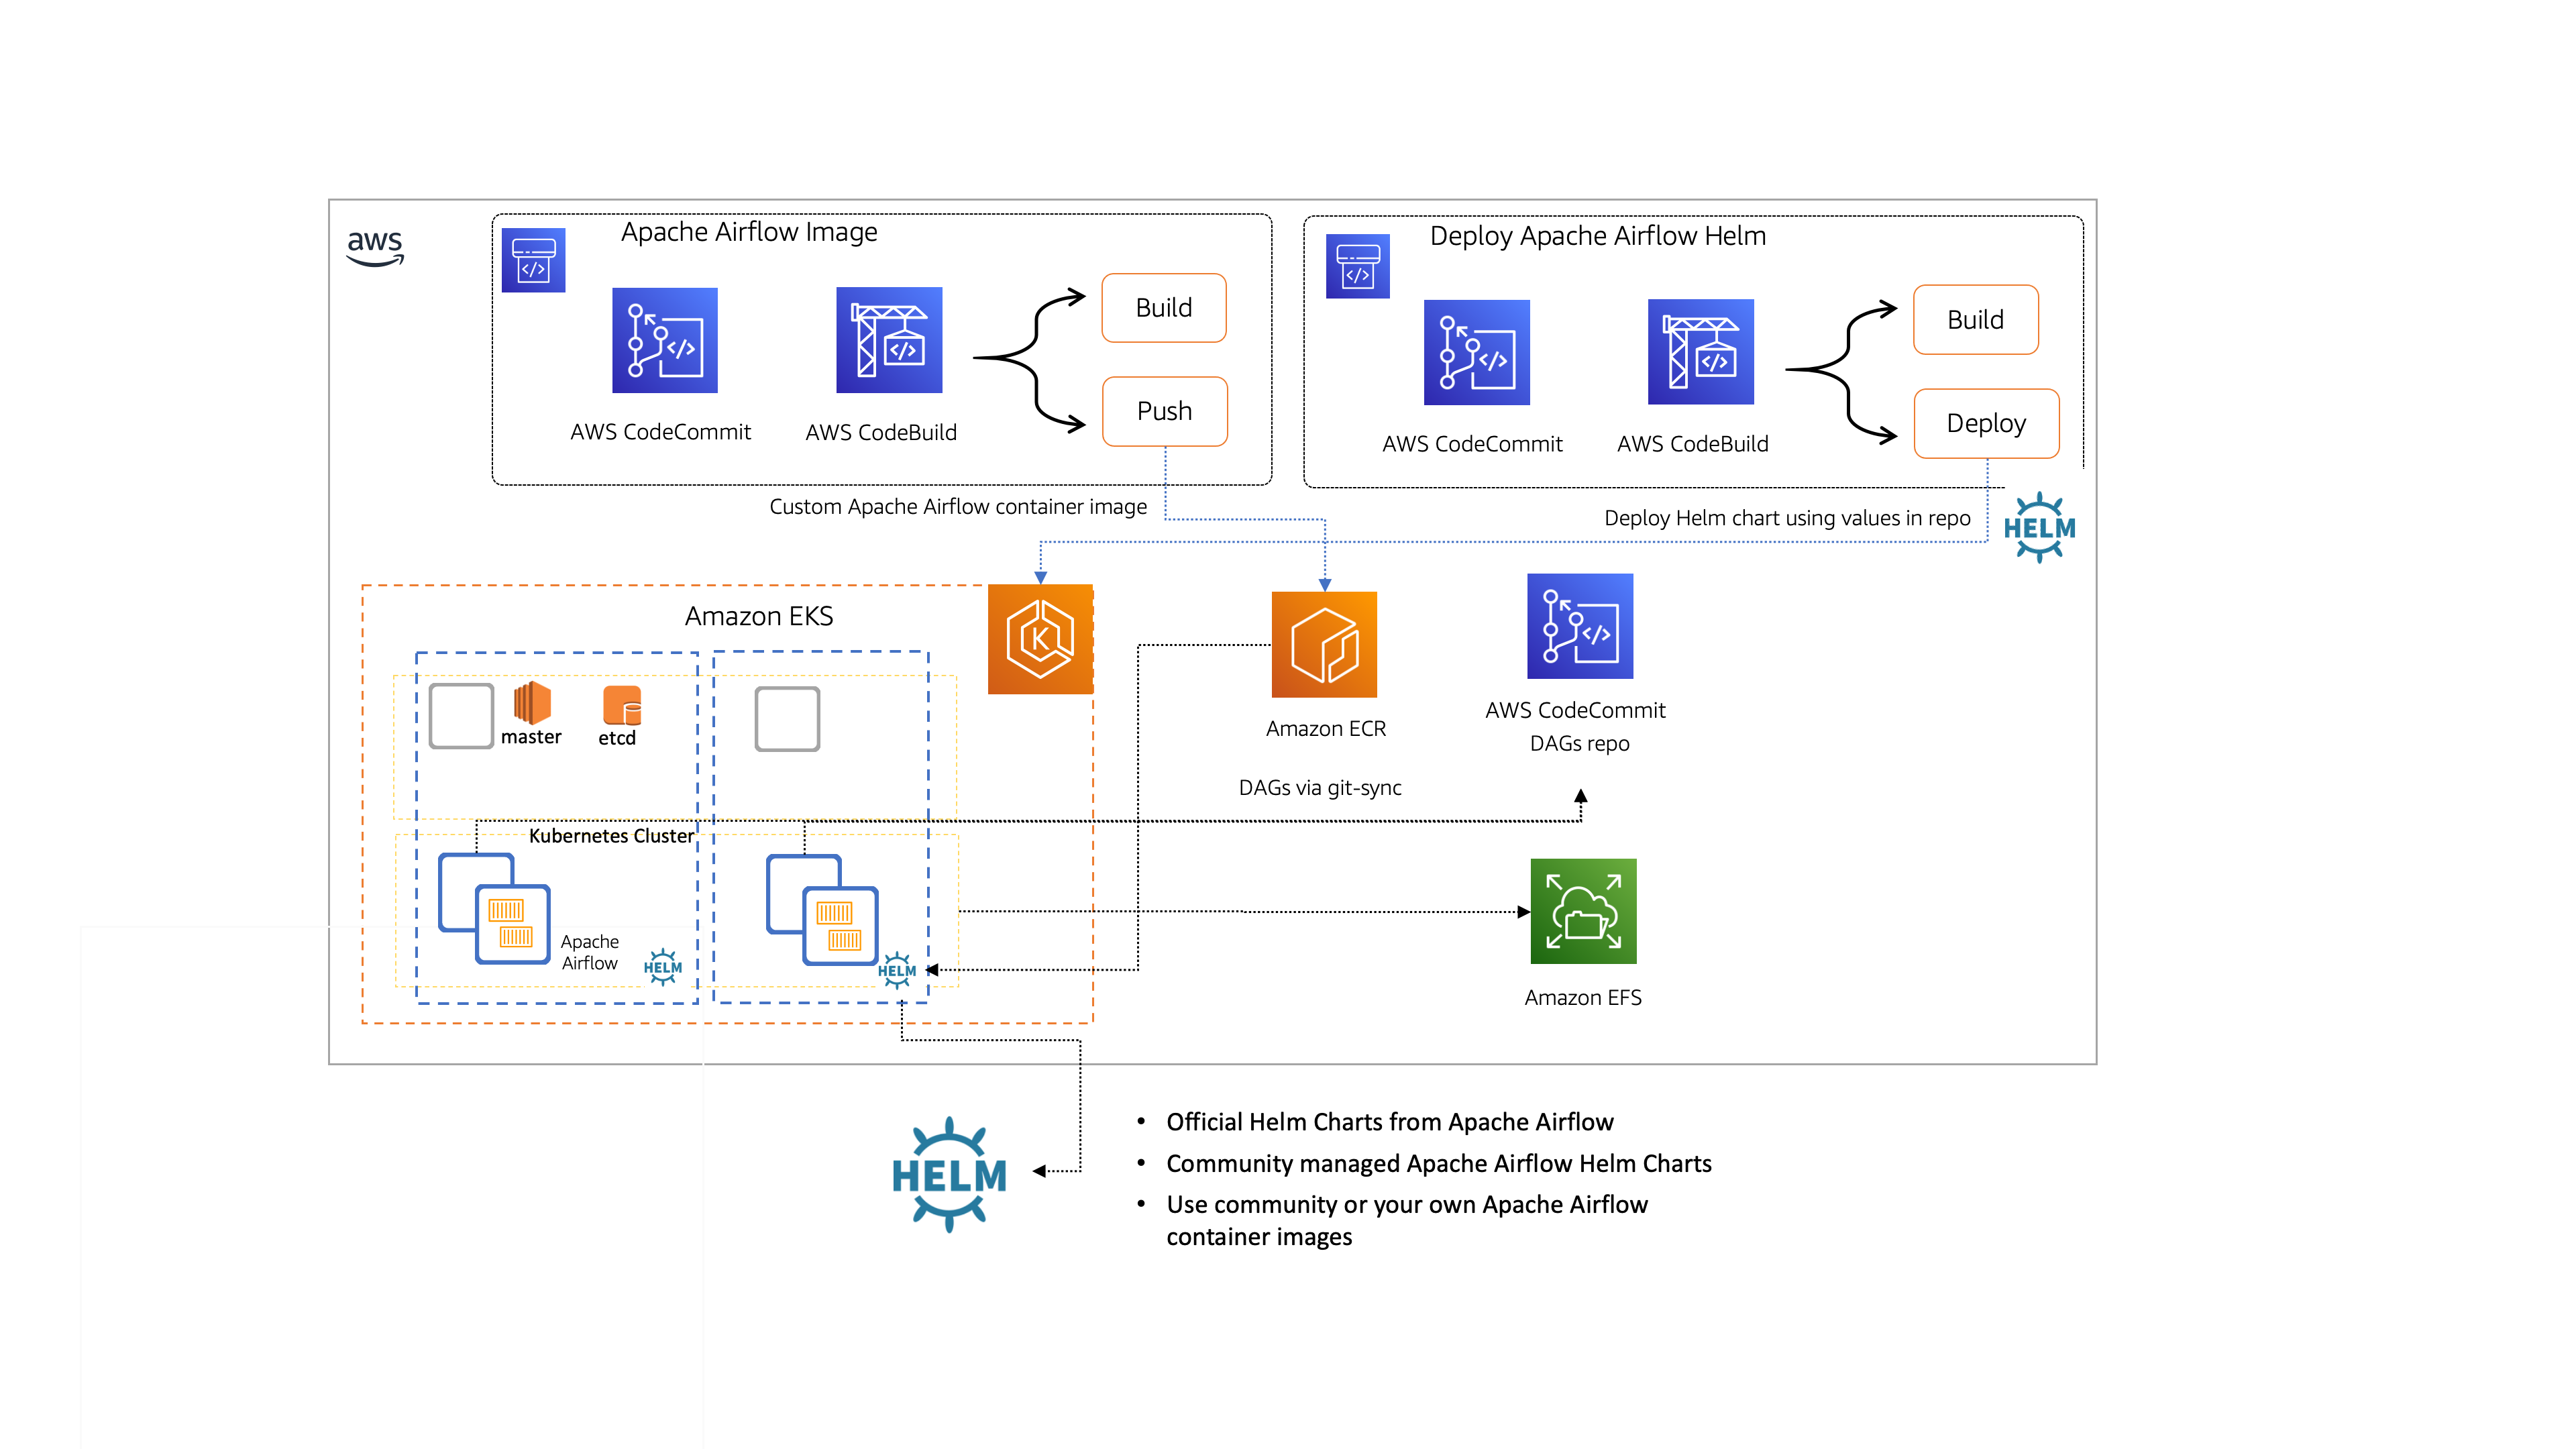 aws
Apache Airflow Image
</>
</>
</>
AWS CodeCommit
AWS CodeBuild
Build
Push
Deploy Apache Airflow Helm
</>
</>
</>
AWS CodeCommit
AWS CodeBuild
Build
Deploy
Custom Apache Airflow container image
Deploy Helm chart using values in repo
HELM
Amazon EKS
K
master
etcd
Amazon ECR
</>
AWS CodeCommit
DAGs repo
DAGs via git-sync
Kubernetes Cluster
Apache
Airflow
HELM
HELM
Amazon EFS
HELM
• Official Helm Charts from Apache Airflow
• Community managed Apache Airflow Helm Charts
• Use community or your own Apache Airflow
container images